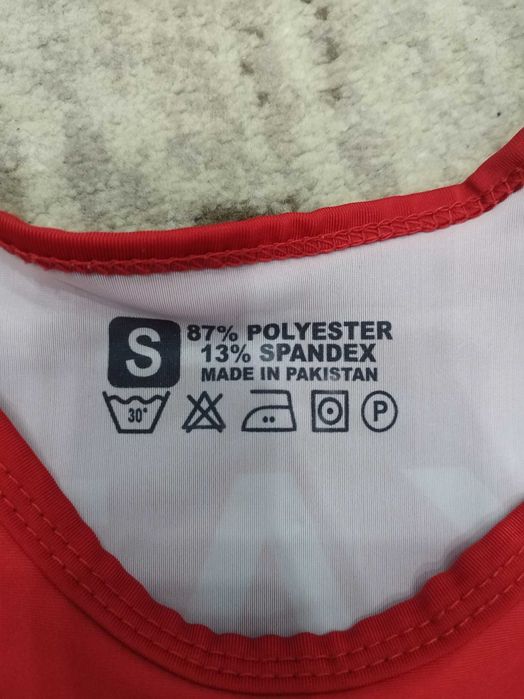 S
87% POLYESTER
13% SPANDEX
MADE IN PAKISTAN
30° P